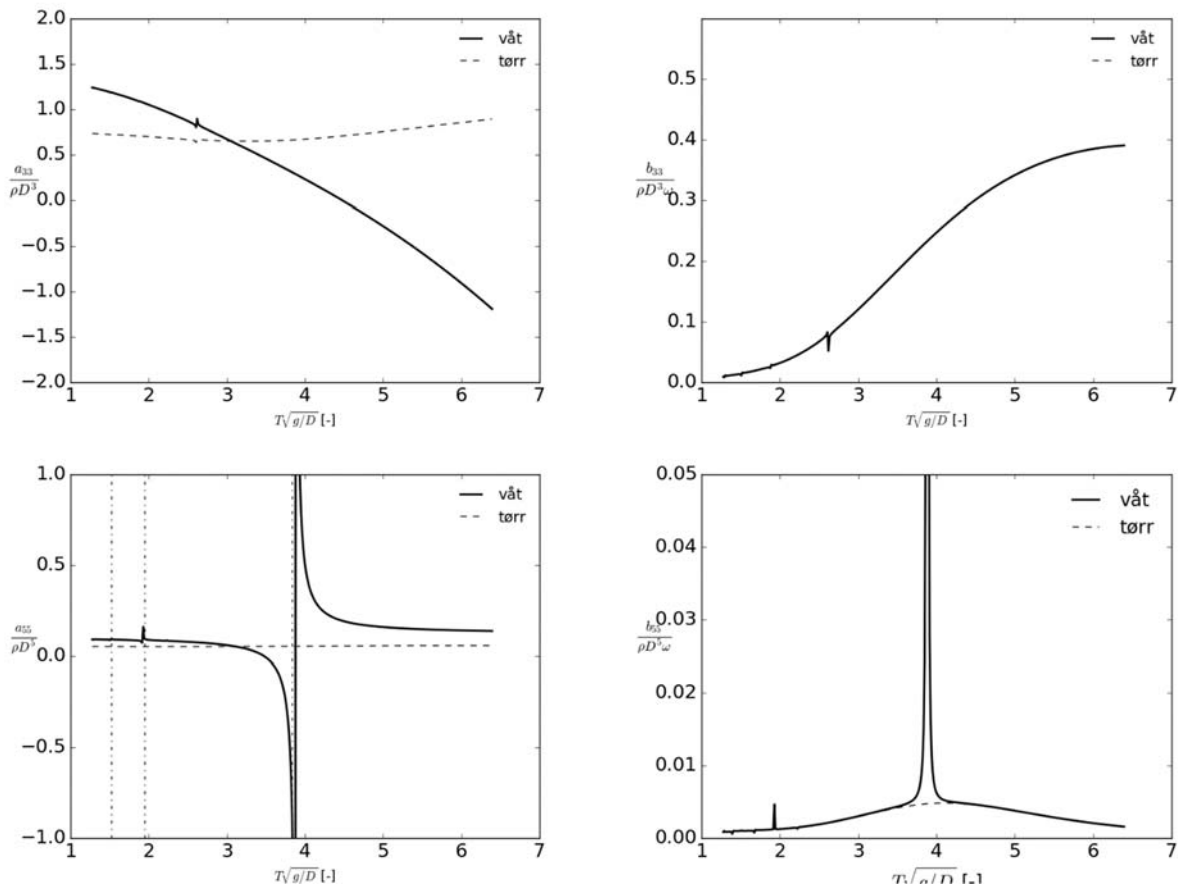 2.0
1.5
1.0
0.5
0.0
−0.5
−1.0
−1.5
−2.0
a₃₃
ρD³
våt
tørr
1 2 3 4 5 6 7
T√g/D [-]
0.5
0.4
0.3
0.2
0.1
0.0
b₃₃
ρD³ω
våt
tørr
1 2 3 4 5 6 7
T√g/D [-]
1.0
0.5
0.0
−0.5
−1.0
a₅₅
ρD⁵
våt
tørr
1 2 3 4 5 6 7
T√g/D [-]
0.05
0.04
0.03
0.02
0.01
0.00
b₅₅
ρD⁵ω
våt
tørr
1 2 3 4 5 6 7
T√g/D [-]